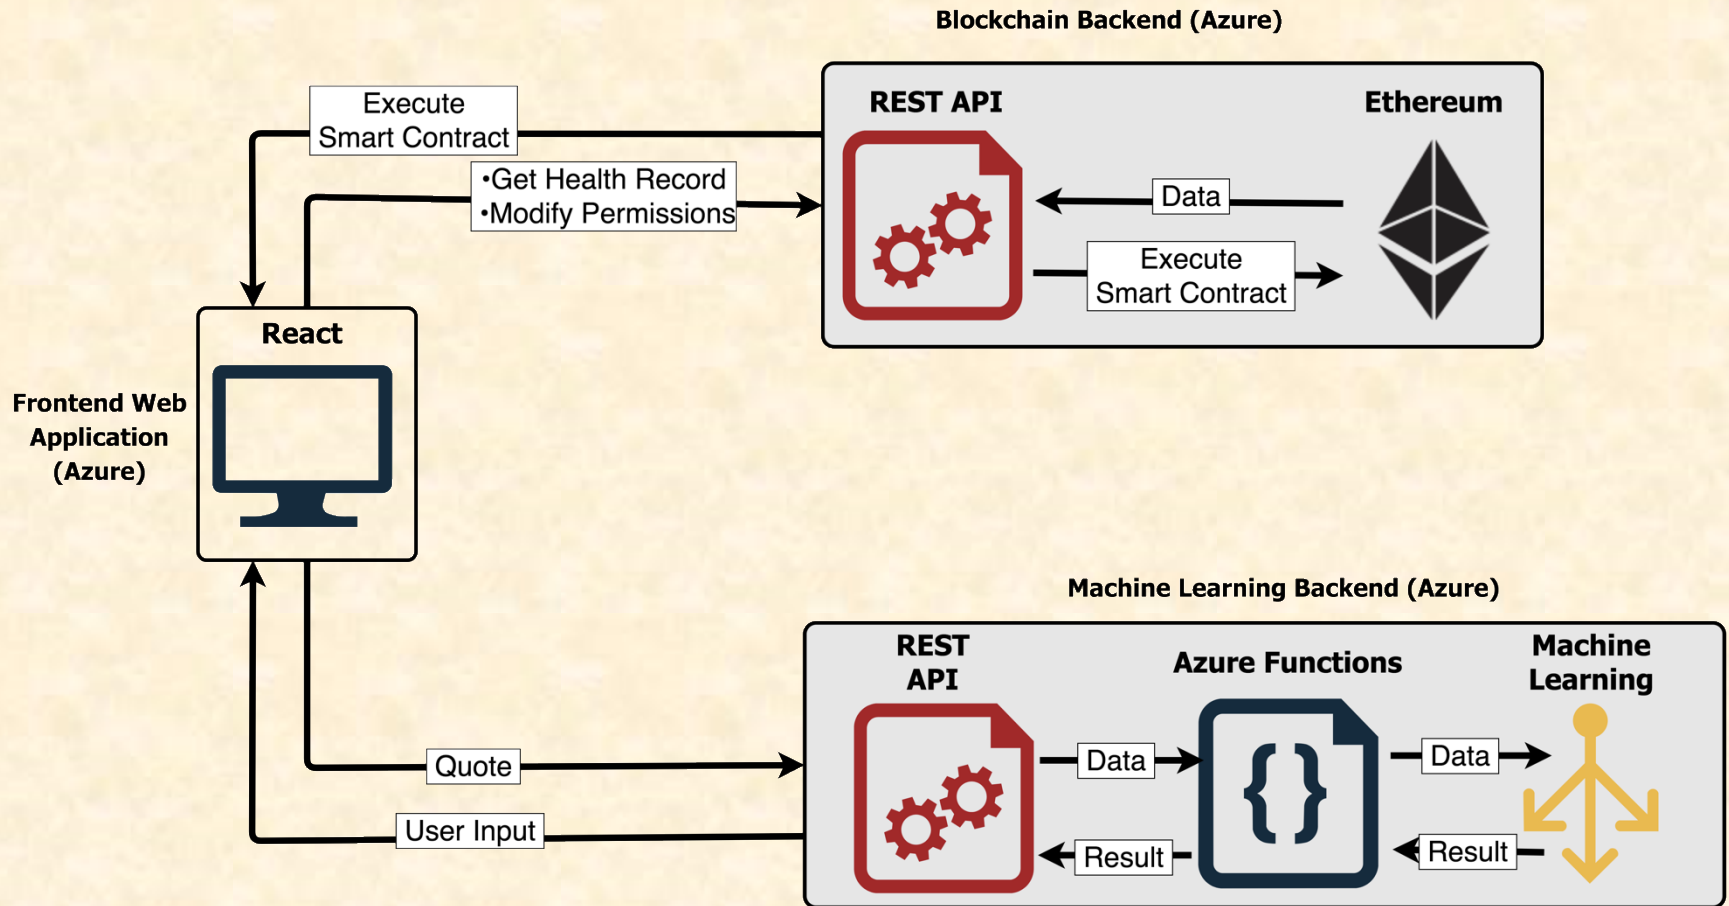 Blockchain Backend (Azure)
REST API
Ethereum
Execute
Smart Contract
•Get Health Record
•Modify Permissions
Data
Execute
Smart Contract
React
Frontend Web
Application
(Azure)
Machine Learning Backend (Azure)
REST
API
Azure Functions
Machine
Learning
Quote
User Input
Data
Data
{}
Result
Result